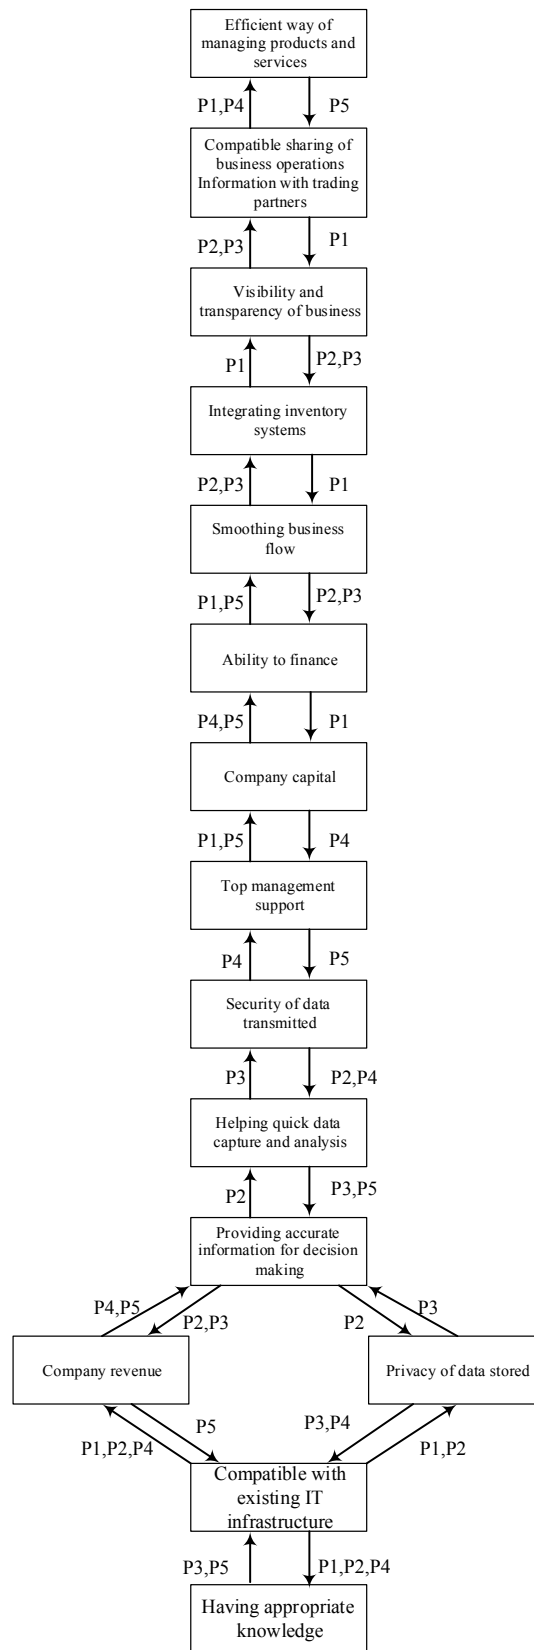 Efficient way of
managing products and
services
P1,P4
P5
Compatible sharing of
business operations
Information with trading
partners
P2,P3
P1
Visibility and
transparency of business
P1
P2,P3
Integrating inventory
systems
P2,P3
P1
Smoothing business
flow
P1,P5
P2,P3
Ability to finance
P4,P5
P1
Company capital
P1,P5
P4
Top management
support
P4
P5
Security of data
transmitted
P3
P2,P4
Helping quick data
capture and analysis
P2
P3,P5
Providing accurate
information for decision
making
P4,P5
P2,P3
P2
P3
Company revenue
Privacy of data stored
P1,P2,P4
P5
P3,P4
P1,P2
Compatible with
existing IT
infrastructure
P3,P5
P1,P2,P4
Having appropriate
knowledge